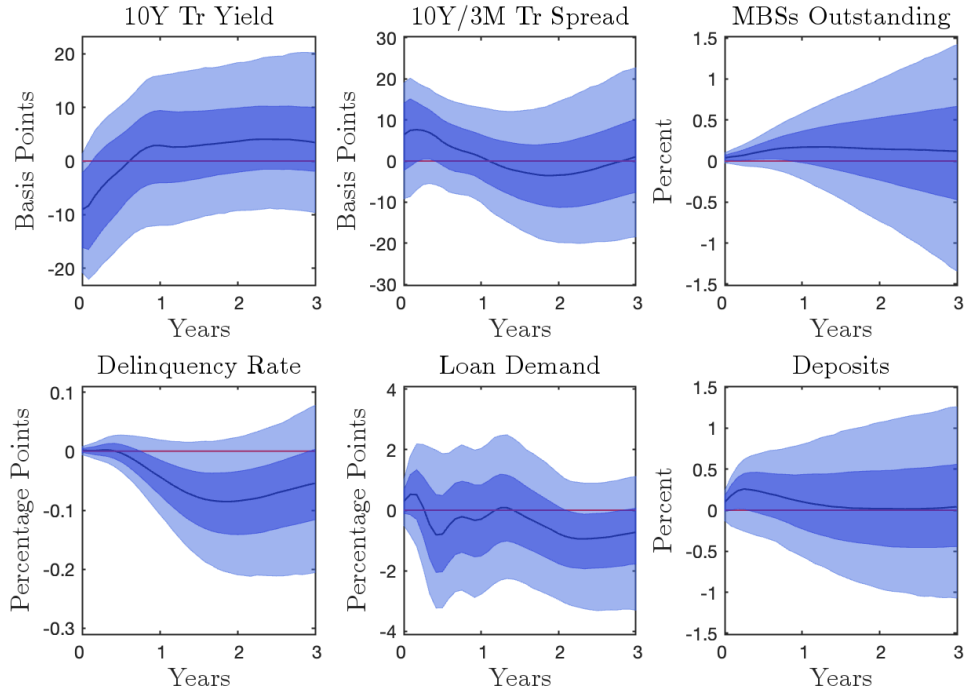 10Y Tr Yield
Basis Points
20
10
0
-10
-20
0 1 2 3
Years
10Y/3M Tr Spread
Basis Points
30
20
10
0
-10
-20
-30
0 1 2 3
Years
MBSs Outstanding
Percent
1.5
1
0.5
0
-0.5
-1
-1.5
0 1 2 3
Years
Delinquency Rate
Percentage Points
0.1
0
-0.1
-0.2
-0.3
0 1 2 3
Years
Loan Demand
Percentage Points
4
2
0
-2
-4
0 1 2 3
Years
Deposits
Percent
1.5
1
0.5
0
-0.5
-1
-1.5
0 1 2 3
Years